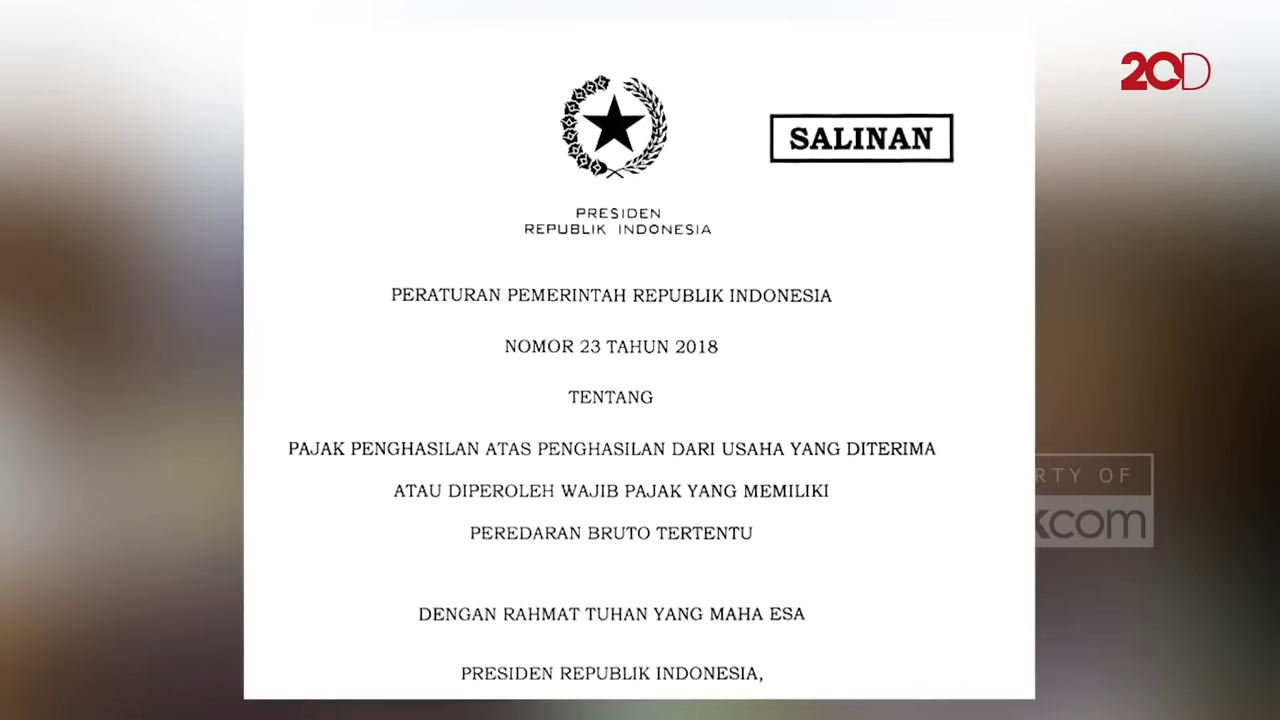 20D
SALINAN
PRESIDEN
REPUBLIK INDONESIA
PERATURAN PEMERINTAH REPUBLIK INDONESIA
NOMOR 23 TAHUN 2018
TENTANG
PAJAK PENGHASILAN ATAS PENGHASILAN DARI USAHA YANG DITERIMA
ATAU DIPEROLEH WAJIB PAJAK YANG MEMILIKI
PEREDARAN BRUTO TERTENTU
DENGAN RAHMAT TUHAN YANG MAHA ESA
PRESIDEN REPUBLIK INDONESIA,
OF